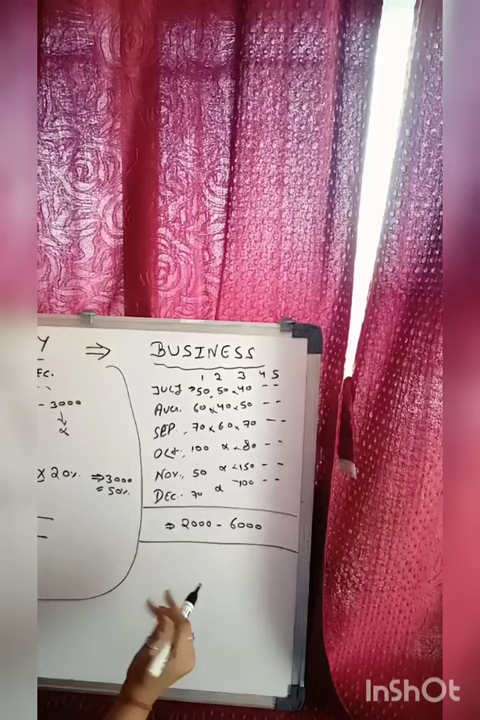 Y ⇒ BUSINESS
EC.
- 3000
↓
α
X 20% ⇒ 3000
= 50%
1 2 3 4 5
JULY → 50, 50, 40 - -
AUG. 60 x 40 x 50 - -
SEP. 70 x 60 x 70 - -
OCT. 100 α 80 - -
NOV. 50 α 150 - -
DEC. 70 α 100 - -
⇒ 2000 - 6000
InShOt